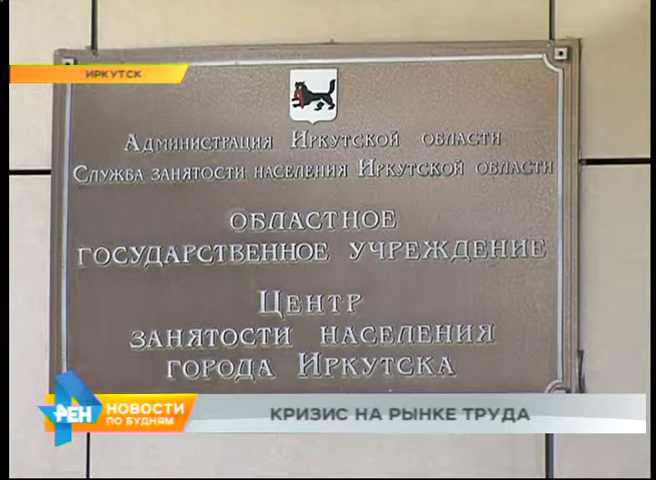 ИРКУТСК
АДМИНИСТРАЦИЯ ИРКУТСКОЙ ОБЛАСТИ
СЛУЖБА ЗАНЯТОСТИ НАСЕЛЕНИЯ ИРКУТСКОЙ ОБЛАСТИ
ОБЛАСТНОЕ
ГОСУДАРСТВЕННОЕ УЧРЕЖДЕНИЕ
ЦЕНТР
ЗАНЯТОСТИ НАСЕЛЕНИЯ
ГОРОДА ИРКУТСКА
РЕН НОВОСТИ
ПО БУДНЯМ
КРИЗИС НА РЫНКЕ ТРУДА